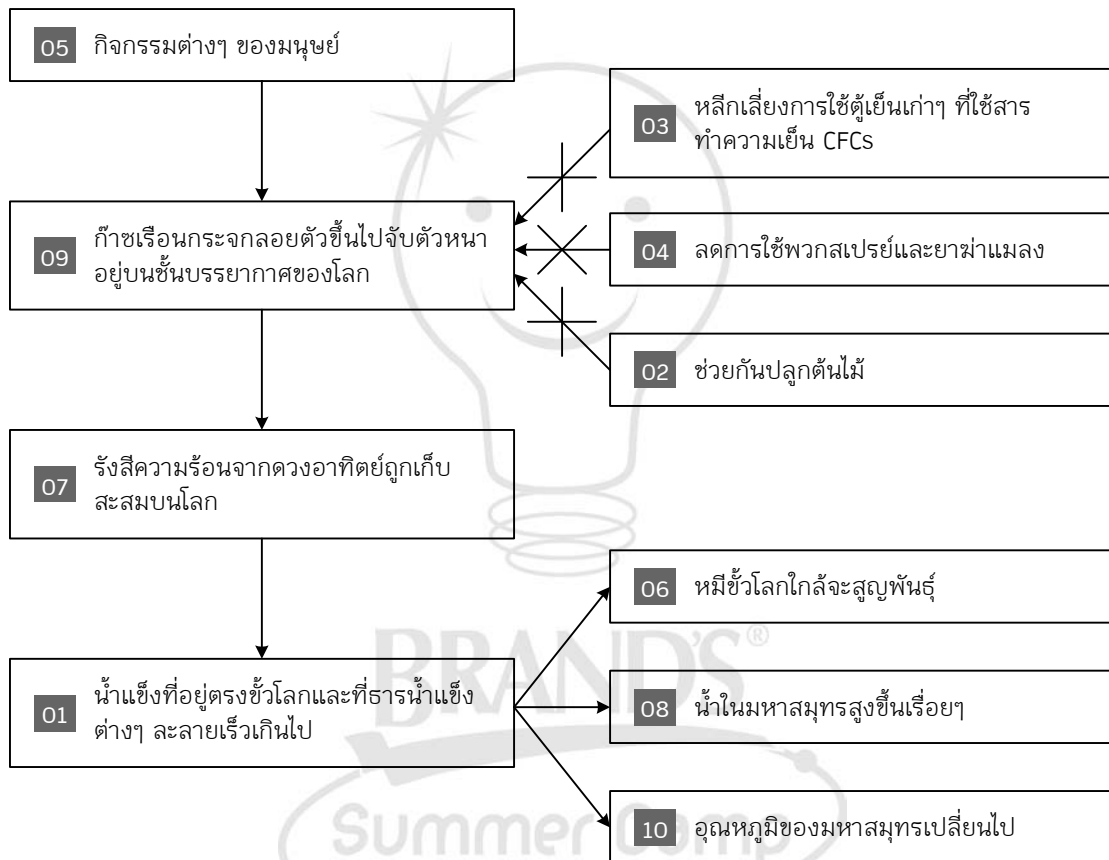 05 กิจกรรมต่างๆ ของมนุษย์
03 หลีกเลี่ยงการใช้ตู้เย็นเก่าๆ ที่ใช้สาร
ทำความเย็น CFCs
09 ก๊าซเรือนกระจกลอยตัวขึ้นไปจับตัวหนา
อยู่บนชั้นบรรยากาศของโลก
04 ลดการใช้พวกสเปรย์และยาฆ่าแมลง
02 ช่วยกันปลูกต้นไม้
07 รังสีความร้อนจากดวงอาทิตย์ถูกเก็บ
สะสมบนโลก
06 หมีขั้วโลกใกล้จะสูญพันธุ์
01 น้ำแข็งที่อยู่ตรงขั้วโลกและที่ธารน้ำแข็ง
ต่างๆ ละลายเร็วเกินไป
08 น้ำในมหาสมุทรสูงขึ้นเรื่อยๆ
10 อุณหภูมิของมหาสมุทรเปลี่ยนไป
BRAND'S®
Summer Camp